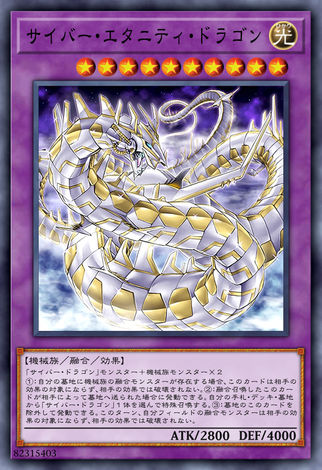 サイバー・エタニティ・ドラゴン
光
【機械族／融合／効果】
「サイバー・ドラゴン」モンスター＋機械族モンスター×２
①：自分の墓地に機械族の融合モンスターが存在する場合、このカードは相手の
効果の対象にならず、相手の効果では破壊されない。②：融合召喚したこのカー
ドが相手によって墓地へ送られた場合に発動できる。自分の手札・デッキ・墓地
から「サイバー・ドラゴン」１体を選んで特殊召喚する。③：墓地のこのカードを
除外して発動できる。このターン、自分フィールドの融合モンスターは相手の効
果の対象にならず、相手の効果では破壊されない。
ATK/2800 DEF/4000
82315403